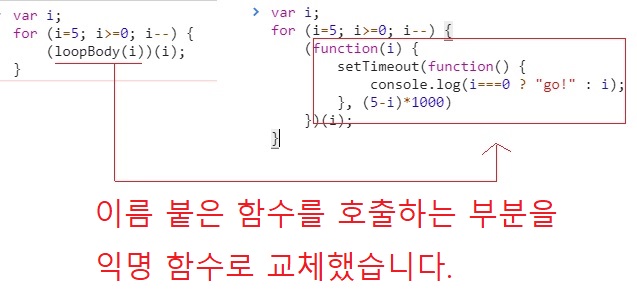 var i;
for (i=5; i>=0; i--) {
    (loopBody(i))(i);
}
> var i;
for (i=5; i>=0; i--) {
    (function(i) {
        setTimeout(function() {
            console.log(i===0 ? "go!" : i);
        }, (5-i)*1000)
    })(i);
}
이름 붙은 함수를 호출하는 부분을
익명 함수로 교체했습니다.